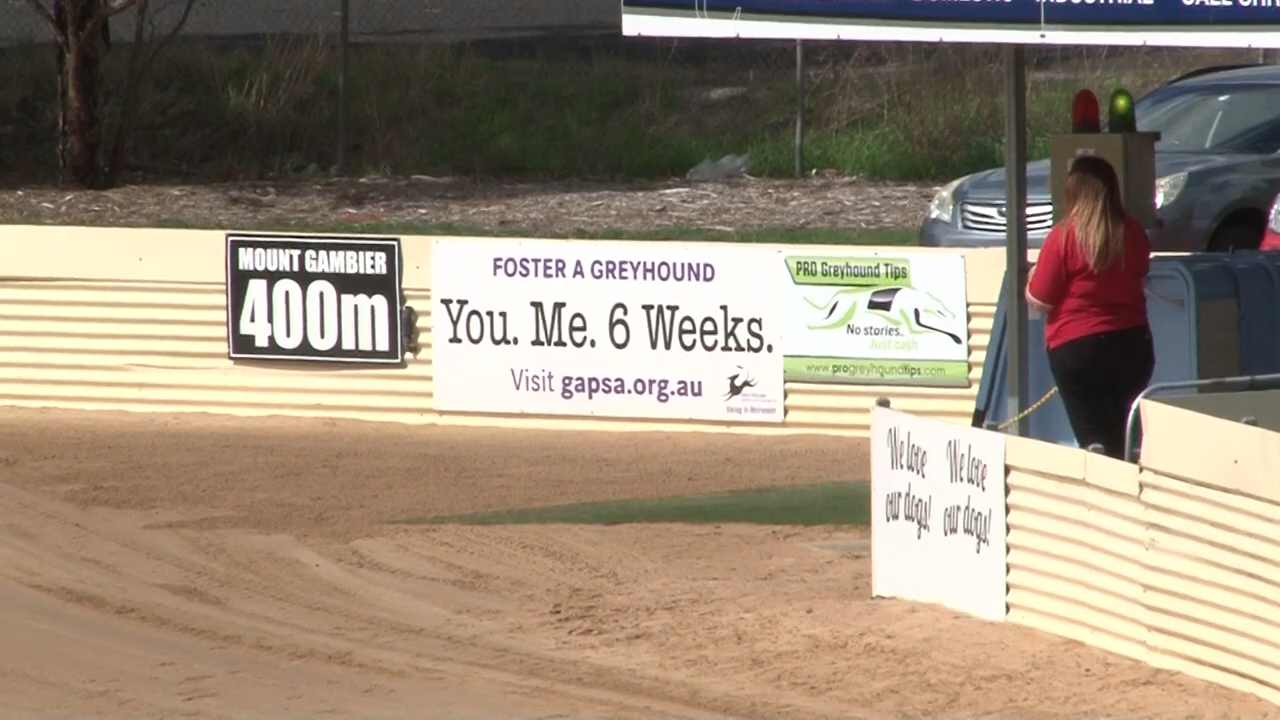 INDUSTRIAL
MOUNT GAMBIER
400m
FOSTER A GREYHOUND
You. Me. 6 Weeks.
Visit gapsa.org.au
PRO Greyhound Tips
No stories..
Just cash
www.progreyhoundtips.com
We love
our dogs!
We love
our dogs!